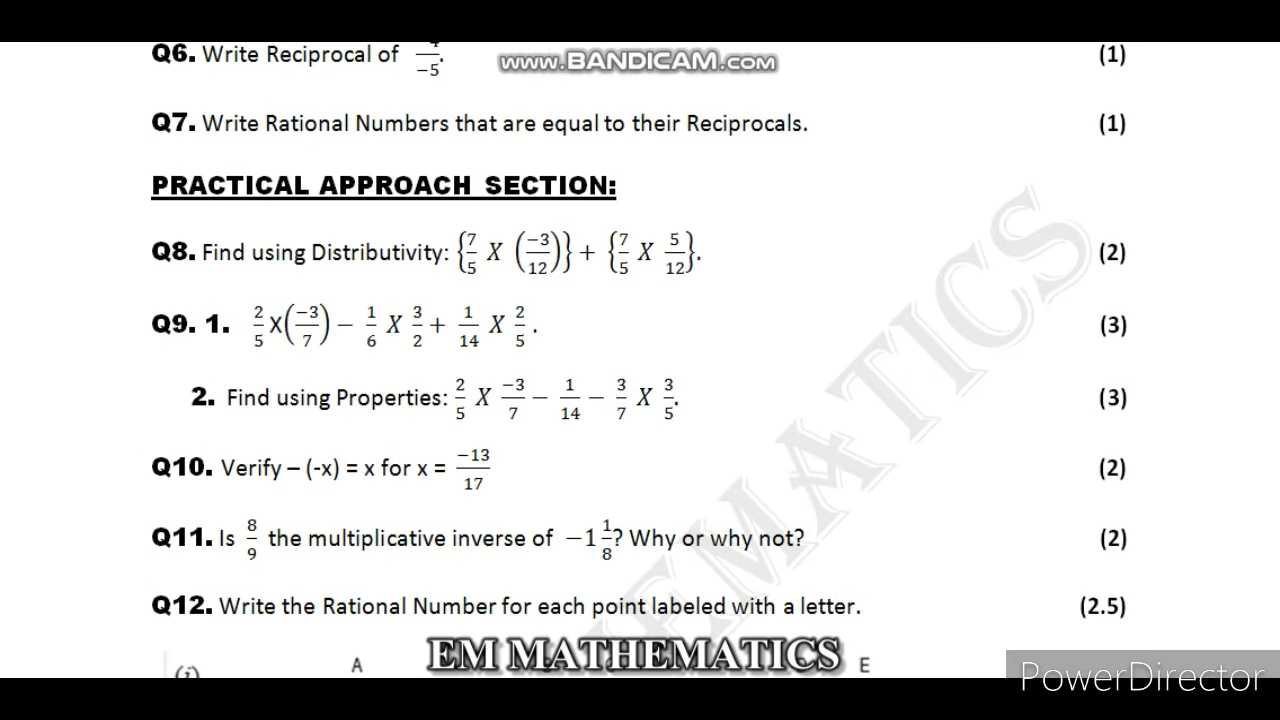 Q6. Write Reciprocal of 4/−5.
www.BANDICAM.com
(1)
Q7. Write Rational Numbers that are equal to their Reciprocals. (1)
PRACTICAL APPROACH SECTION:
Q8. Find using Distributivity: {7/5 X (−3/12)} + {7/5 X 5/12}. (2)
Q9. 1. 2/5 X(−3/7) − 1/6 X 3/2 + 1/14 X 2/5 . (3)
2. Find using Properties: 2/5 X −3/7 − 1/14 − 3/7 X 3/5. (3)
Q10. Verify – (-x) = x for x = −13/17 (2)
Q11. Is 8/9 the multiplicative inverse of −1 1/8? Why or why not? (2)
Q12. Write the Rational Number for each point labeled with a letter. (2.5)
(i) A E
EM MATHEMATICS
PowerDirector